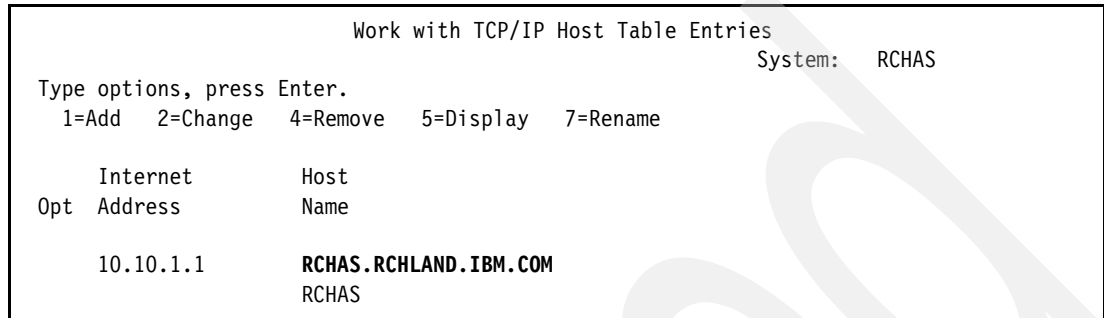 Work with TCP/IP Host Table Entries
System: RCHAS
Type options, press Enter.
1=Add 2=Change 4=Remove 5=Display 7=Rename
Internet Host
Opt Address Name
10.10.1.1 RCHAS.RCHLAND.IBM.COM
RCHAS